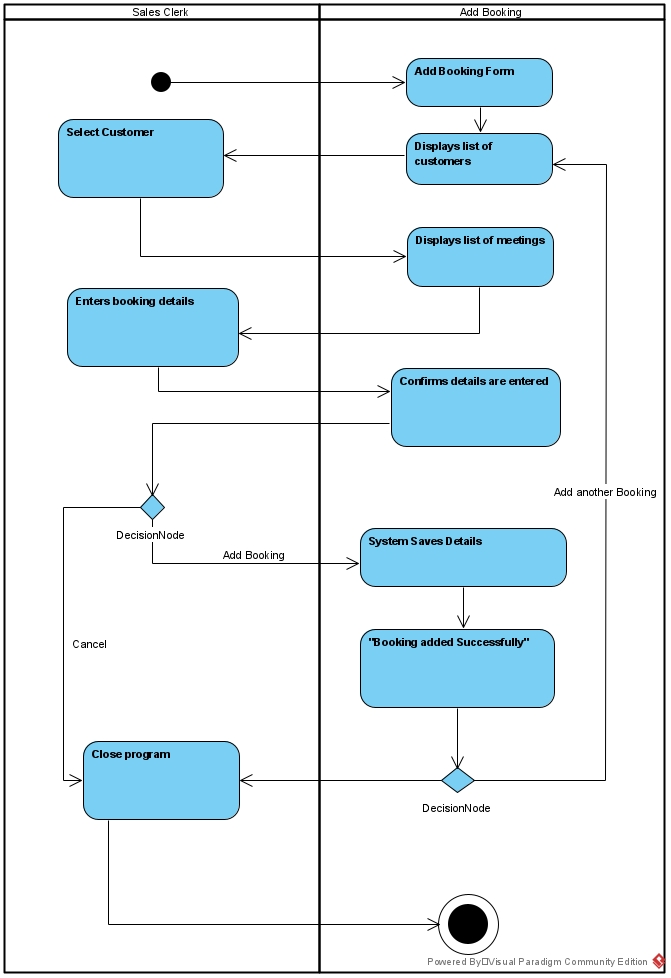 Sales Clerk
Add Booking
Add Booking Form
Select Customer
Displays list of
customers
Displays list of meetings
Enters booking details
Confirms details are entered
Add another Booking
DecisionNode
System Saves Details
Add Booking
Cancel
"Booking added Successfully"
Close program
DecisionNode
Powered By□Visual Paradigm Community Edition